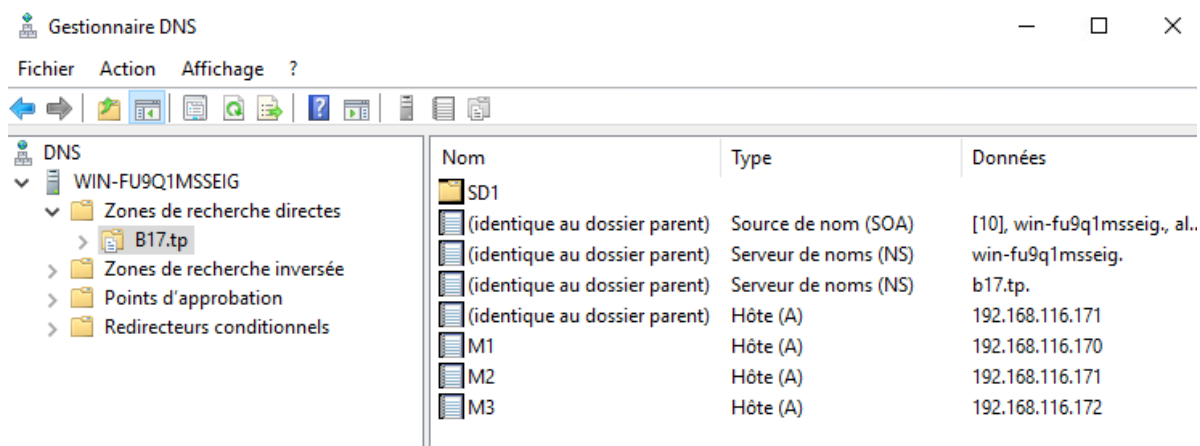 Gestionnaire DNS
Fichier Action Affichage ?
DNS
WIN-FU9Q1MSSEIG
Zones de recherche directes
B17.tp
Zones de recherche inversée
Points d'approbation
Redirecteurs conditionnels
Nom Type Données
SD1
(identique au dossier parent) Source de nom (SOA) [10], win-fu9q1msseig., al..
(identique au dossier parent) Serveur de noms (NS) win-fu9q1msseig.
(identique au dossier parent) Serveur de noms (NS) b17.tp.
(identique au dossier parent) Hôte (A) 192.168.116.171
M1 Hôte (A) 192.168.116.170
M2 Hôte (A) 192.168.116.171
M3 Hôte (A) 192.168.116.172